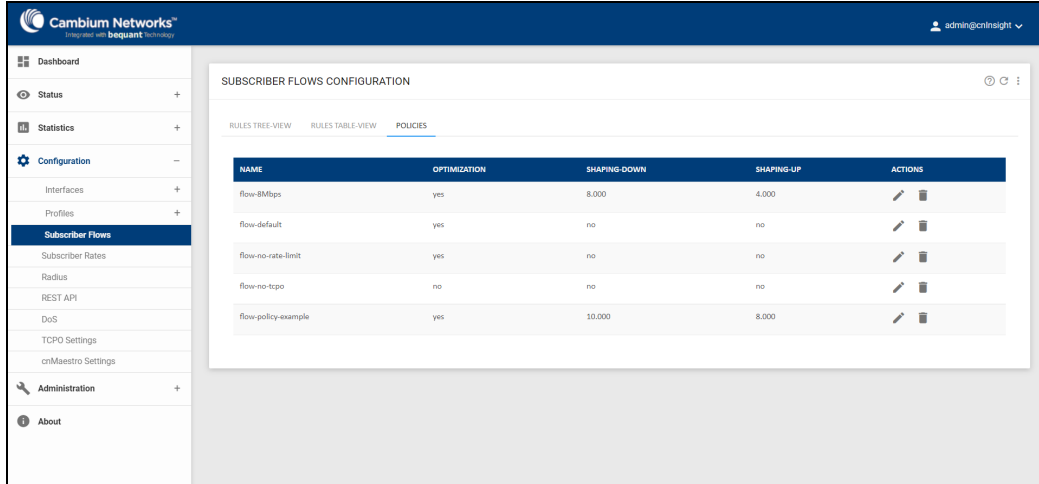 Cambium Networks™
Integrated with bequant Technology
admin@cnInsight
Dashboard
Status +
Statistics +
Configuration −
Interfaces +
Profiles +
Subscriber Flows
Subscriber Rates
Radius
REST API
DoS
TCPO Settings
cnMaestro Settings
Administration +
About
SUBSCRIBER FLOWS CONFIGURATION
RULES TREE-VIEW RULES TABLE-VIEW POLICIES
NAME OPTIMIZATION SHAPING-DOWN SHAPING-UP ACTIONS
flow-8Mbps yes 8.000 4.000
flow-default yes no no
flow-no-rate-limit yes no no
flow-no-tcpo no no no
flow-policy-example yes 10.000 8.000